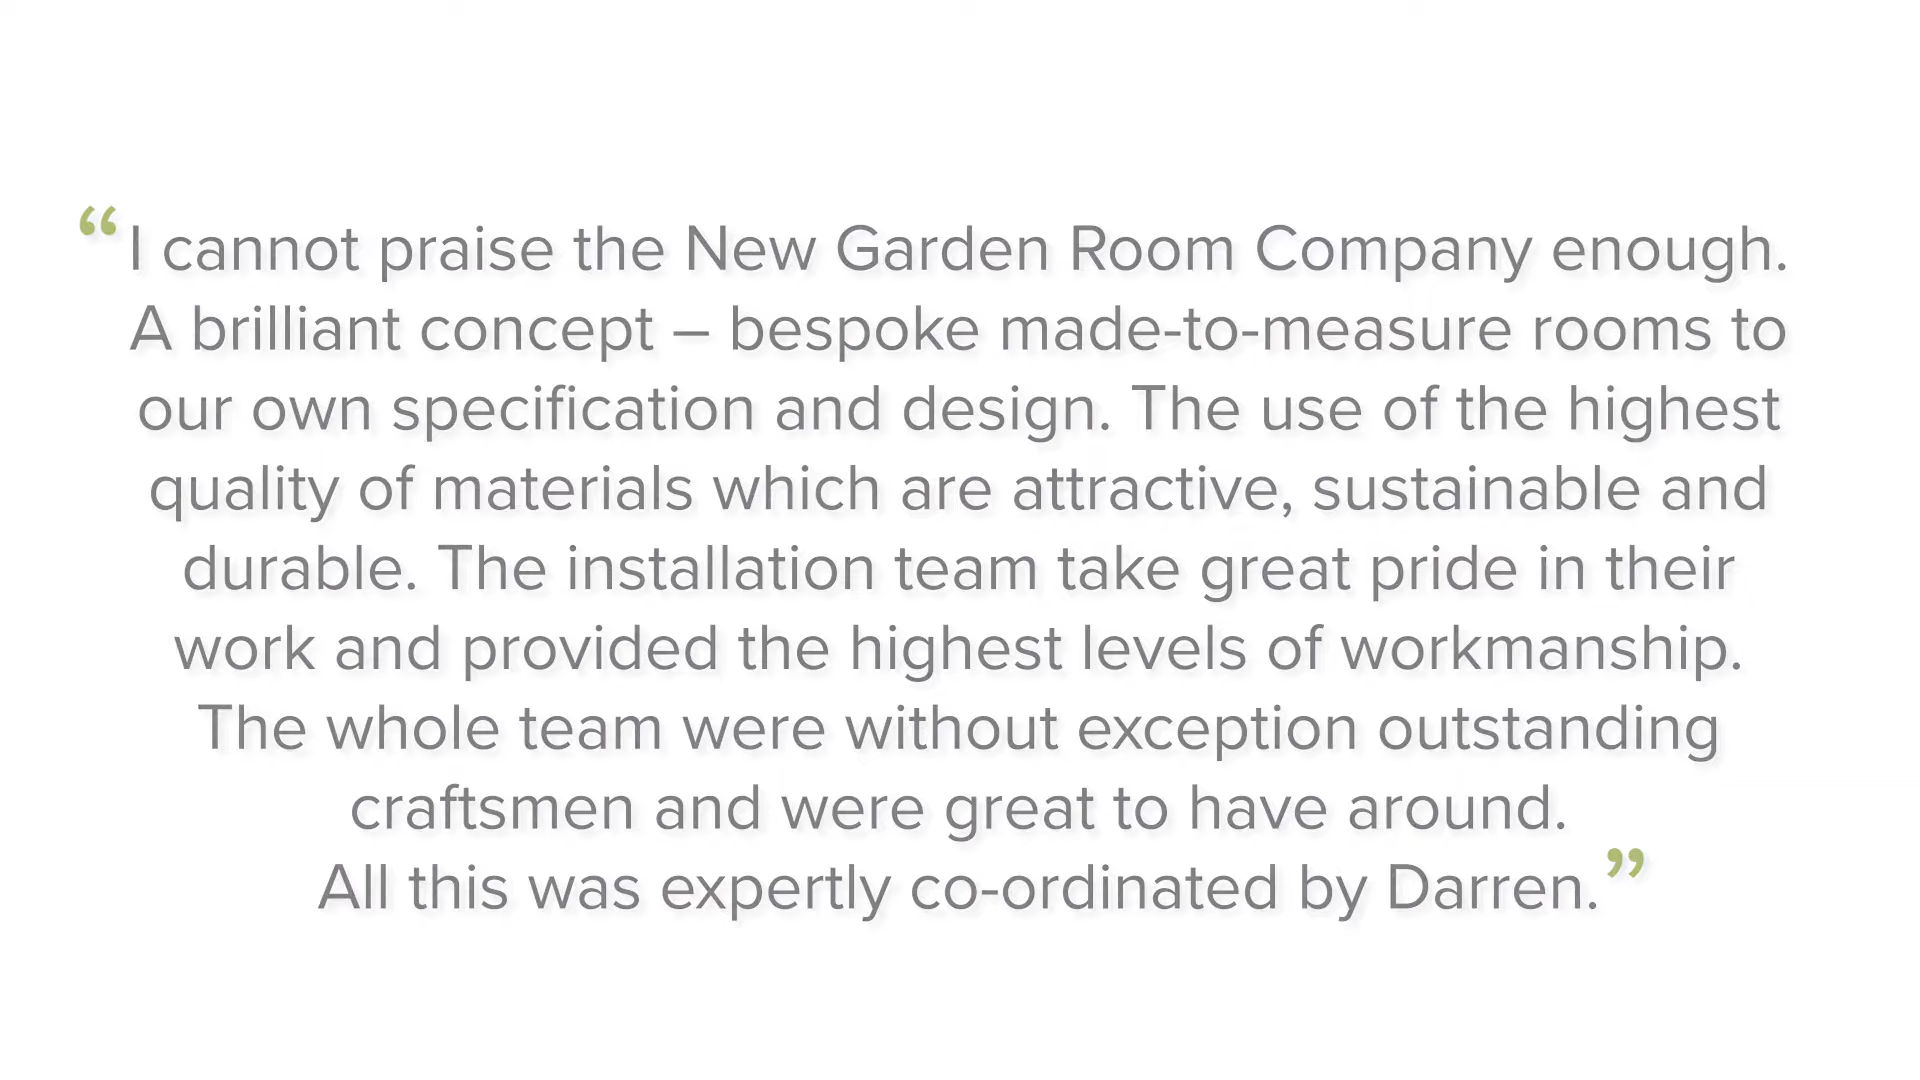 “I cannot praise the New Garden Room Company enough.
A brilliant concept – bespoke made-to-measure rooms to
our own specification and design. The use of the highest
quality of materials which are attractive, sustainable and
durable. The installation team take great pride in their
work and provided the highest levels of workmanship.
The whole team were without exception outstanding
craftsmen and were great to have around.
All this was expertly co-ordinated by Darren.”